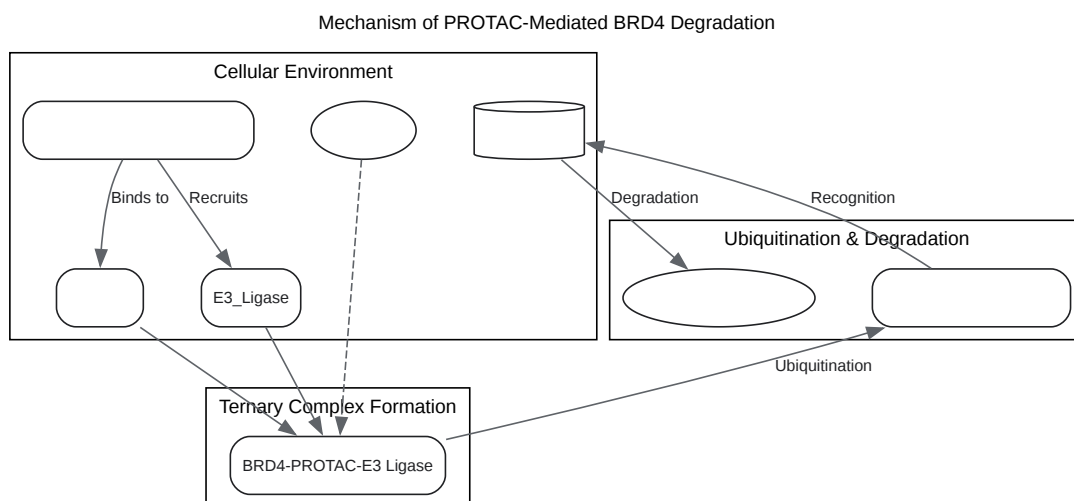 Mechanism of PROTAC-Mediated BRD4 Degradation
Cellular Environment
Binds to
Recruits
Degradation
Recognition
Ubiquitination & Degradation
E3_Ligase
Ubiquitination
Ternary Complex Formation
BRD4-PROTAC-E3 Ligase